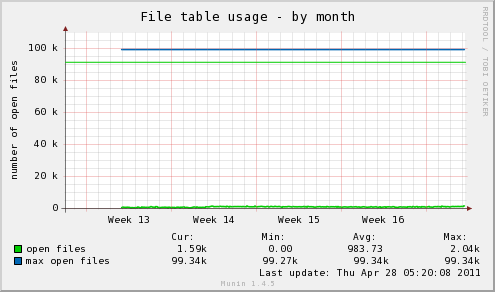 File table usage - by month
RRDTOOL / TOBI OETIKER
number of open files
100 k
80 k
60 k
40 k
20 k
0
Week 13 Week 14 Week 15 Week 16
Cur: Min: Avg: Max:
open files 1.59k 0.00 983.73 2.04k
max open files 99.34k 99.27k 99.34k 99.34k
Last update: Thu Apr 28 05:20:08 2011
Munin 1.4.5